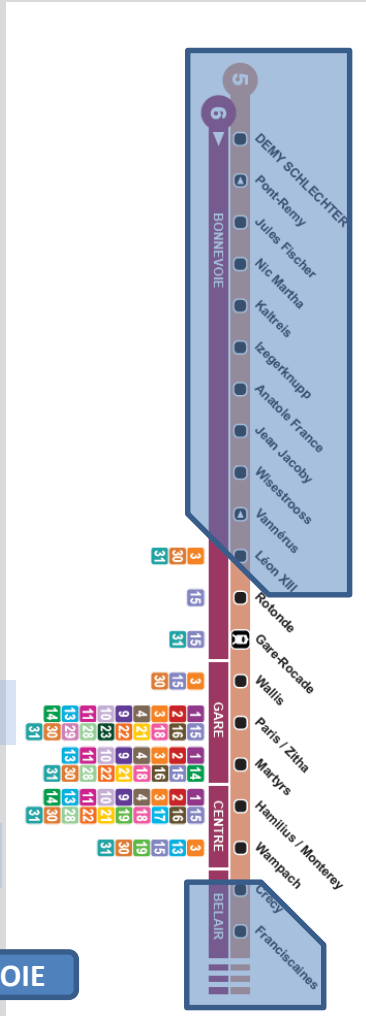 5
6
BONNEVOIE
GARE
CENTRE
BELAIR
DEMY SCHLECHTER
Pont-Remy
Jules Fischer
Nic Martha
Kaltreis
Izegerknupp
Anatole France
Jean Jacoby
Wisestrooss
Vannérus
Léon XIII
3 30 31
Rotonde
15
Gare-Rocade
15 31
Wallis
3 15 30
Paris / Zitha
1 2 3 4 9 10 11 13 14
15 16 18 21 22 23 28 29 30 31
Martyrs
1 2 3 4 9 10 11 13
14 15 16 18 21 22 28 30 31
Hamilius / Monterey
1 2 3 4 9 10 11 13 14
15 16 17 18 19 21 22 28 30 31
Wampach
3 13 15 19 30 31
Crécy
Franciscaines
OIE